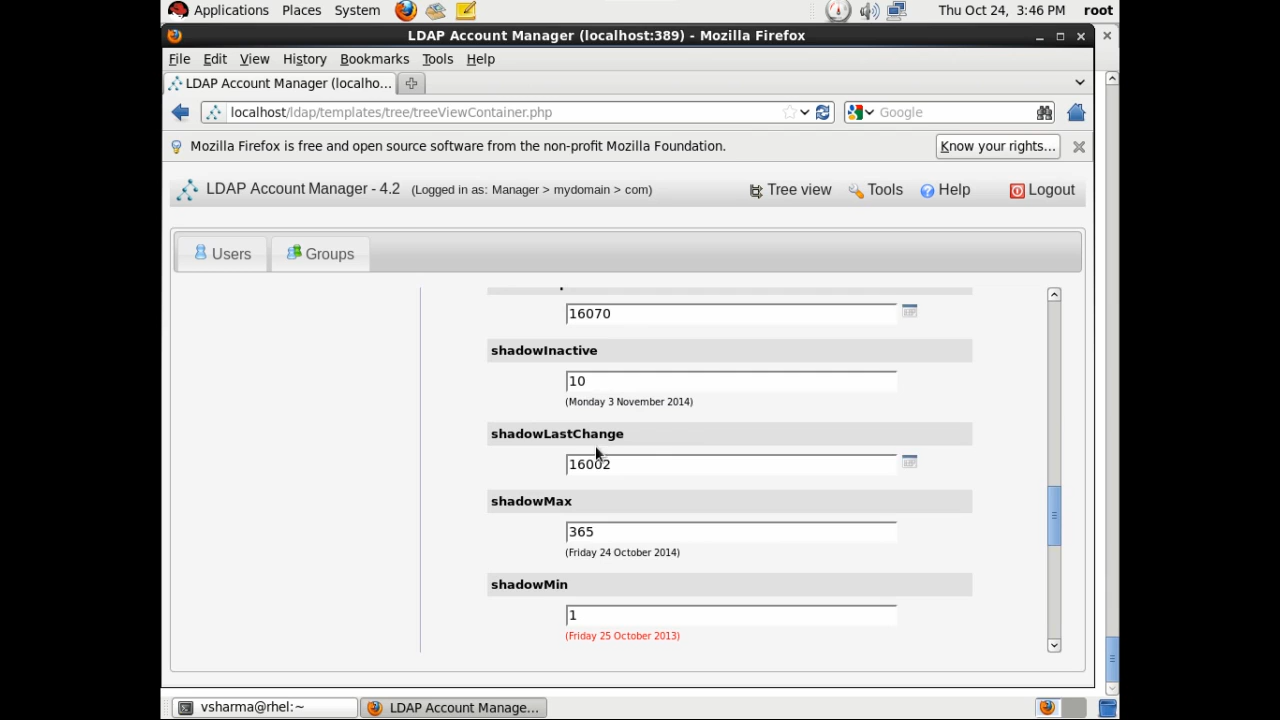 Applications Places System Thu Oct 24, 3:46 PM root
LDAP Account Manager (localhost:389) - Mozilla Firefox
File Edit View History Bookmarks Tools Help
LDAP Account Manager (localho...
localhost/ldap/templates/tree/treeViewContainer.php Google
Mozilla Firefox is free and open source software from the non-profit Mozilla Foundation. Know your rights...
LDAP Account Manager - 4.2 (Logged in as: Manager > mydomain > com) Tree view Tools Help Logout
Users Groups
16070
shadowInactive
10
(Monday 3 November 2014)
shadowLastChange
16002
shadowMax
365
(Friday 24 October 2014)
shadowMin
1
(Friday 25 October 2013)
vsharma@rhel:~ LDAP Account Manage...